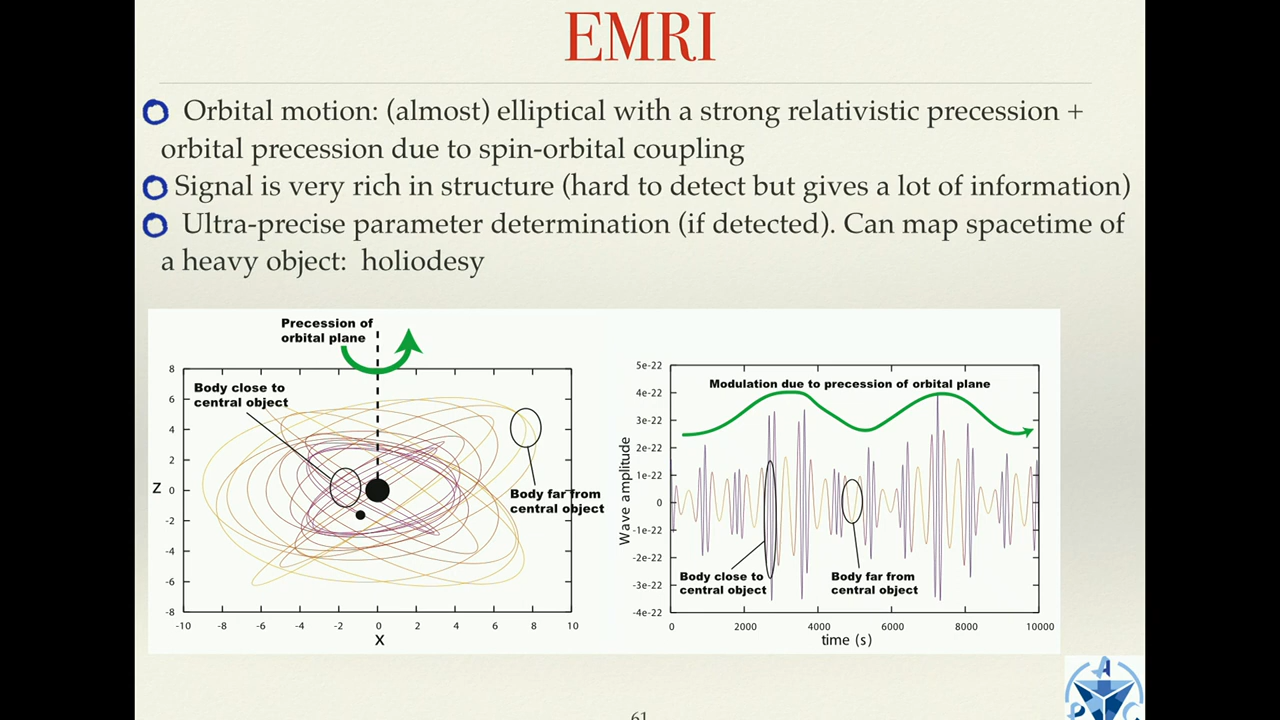 EMRI
Orbital motion: (almost) elliptical with a strong relativistic precession +
orbital precession due to spin-orbital coupling
Signal is very rich in structure (hard to detect but gives a lot of information)
Ultra-precise parameter determination (if detected). Can map spacetime of
a heavy object: holiodesy
Precession of
orbital plane
Body close to
central object
Body far from
central object
8
6
4
2
0
-2
-4
-6
-8
Z
-10 -8 -6 -4 -2 0 2 4 6 8 10
X
Modulation due to precession of orbital plane
5e-22
4e-22
3e-22
2e-22
1e-22
0
-1e-22
-2e-22
-3e-22
-4e-22
Wave amplitude
Body close to
central object
Body far from
central object
0 2000 4000 6000 8000 10000
time (s)
A
P C
61